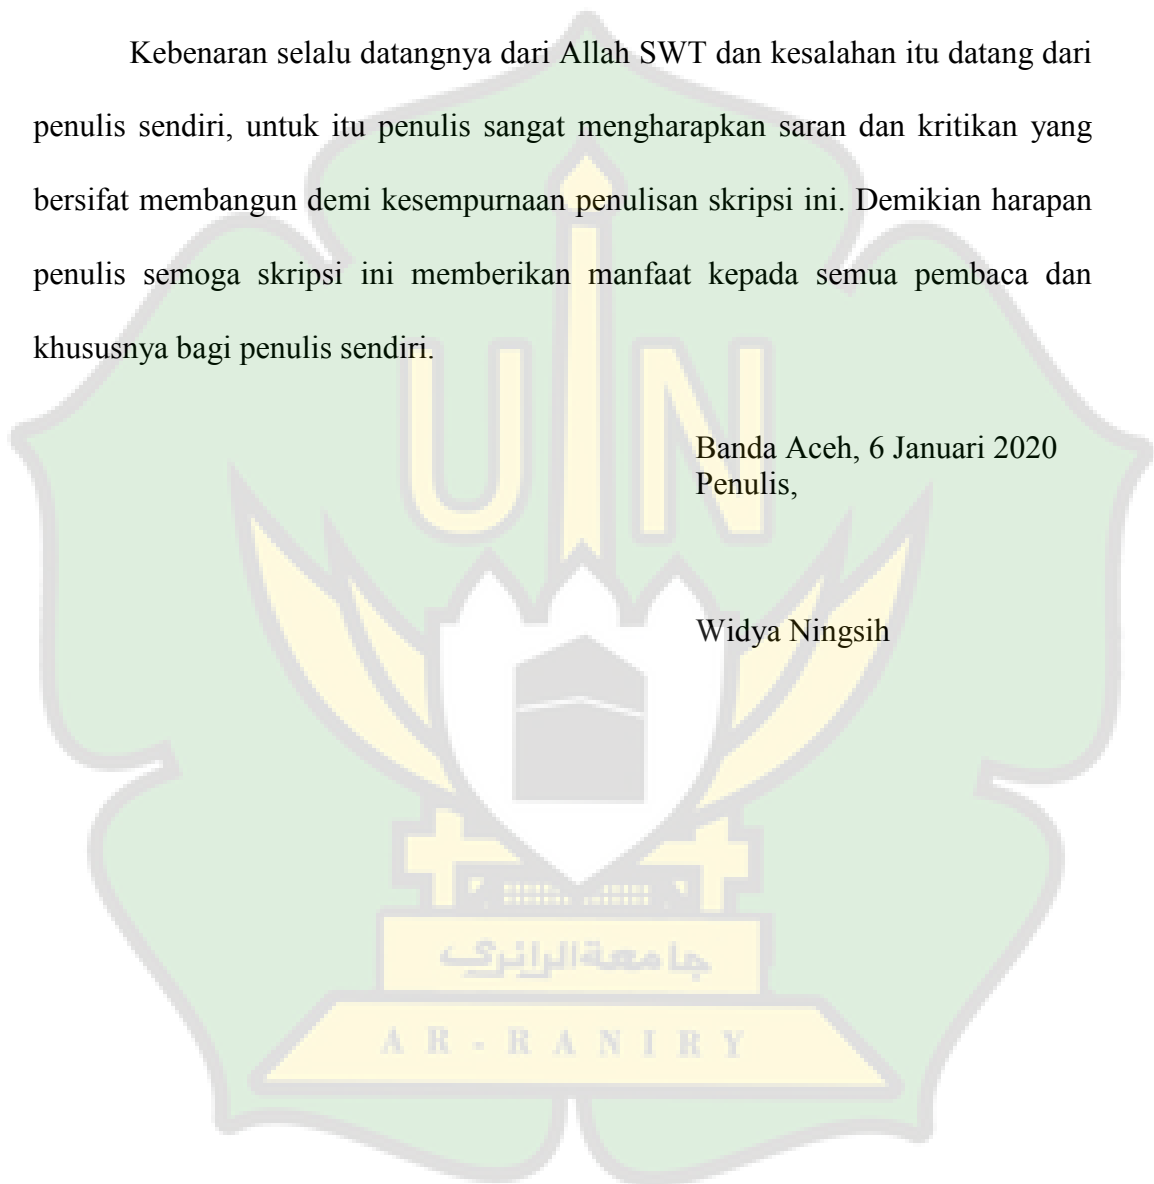 Kebenaran selalu datangnya dari Allah SWT dan kesalahan itu datang dari
penulis sendiri, untuk itu penulis sangat mengharapkan saran dan kritikan yang
bersifat membangun demi kesempurnaan penulisan skripsi ini. Demikian harapan
penulis semoga skripsi ini memberikan manfaat kepada semua pembaca dan
khususnya bagi penulis sendiri.
UIN
Banda Aceh, 6 Januari 2020
Penulis,
Widya Ningsih
جامعة الرانري
AR-RANIRY